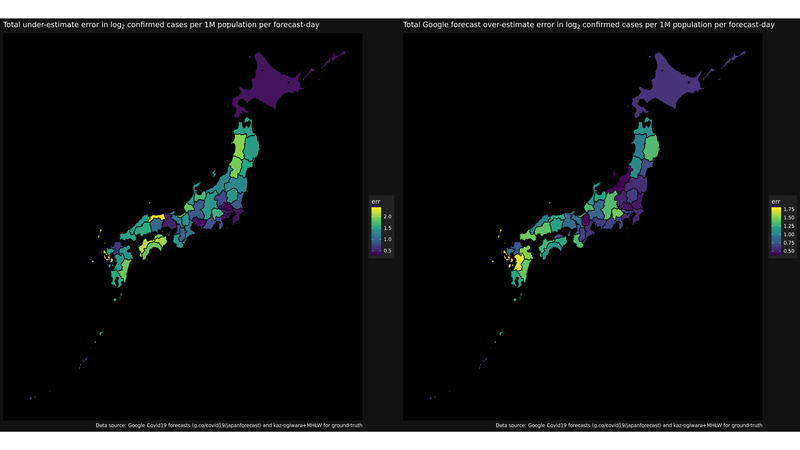 Total under-estimate error in log₂ confirmed cases per 1M population per forecast-day
err
2.0
1.5
1.0
0.5
Data source: Google Covid19 forecasts (g.co/covid19/japanforecast) and kaz-ogiwara+MHLW for ground-truth
Total Google forecast over-estimate error in log₂ confirmed cases per 1M population per forecast-day
err
1.75
1.50
1.25
1.00
0.75
0.50
Data source: Google Covid19 forecasts (g.co/covid19/japanforecast) and kaz-ogiwara+MHLW for ground-truth